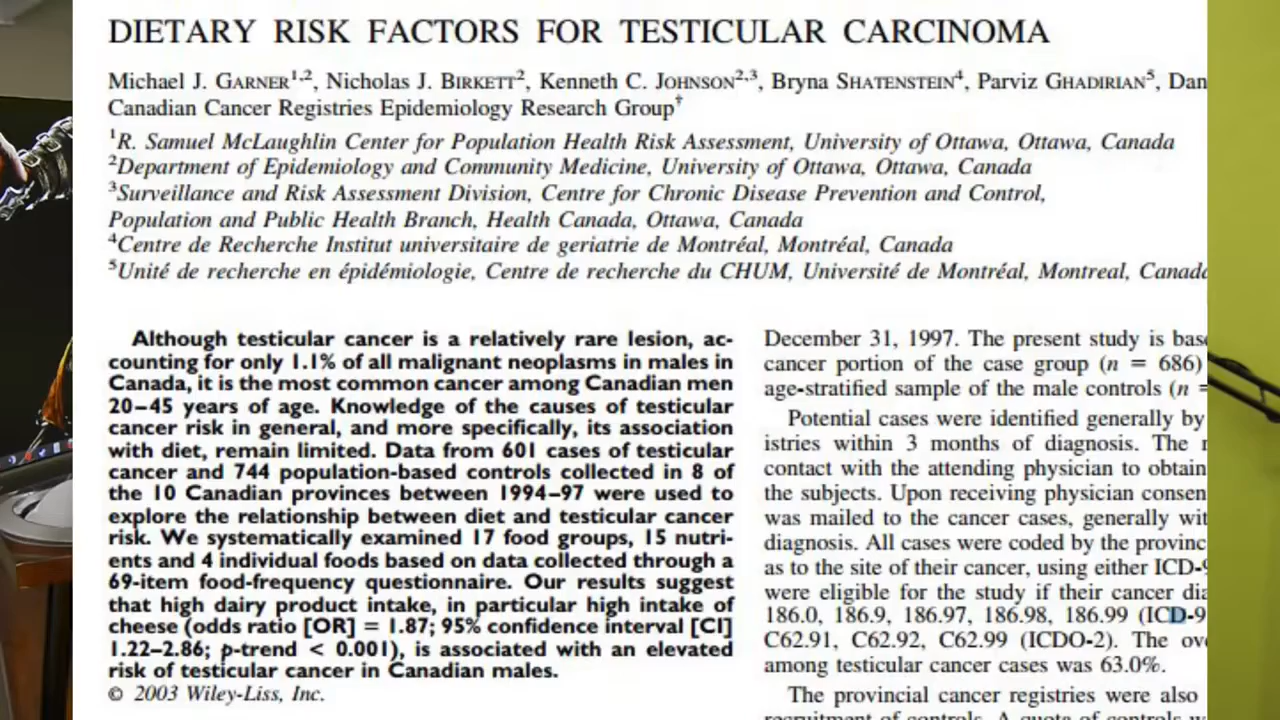 DIETARY RISK FACTORS FOR TESTICULAR CARCINOMA
Michael J. GARNER1,2, Nicholas J. BIRKETT2, Kenneth C. JOHNSON2,3, Bryna SHATENSTEIN4, Parviz GHADIRIAN5, Dan
Canadian Cancer Registries Epidemiology Research Group†
1R. Samuel McLaughlin Center for Population Health Risk Assessment, University of Ottawa, Ottawa, Canada
2Department of Epidemiology and Community Medicine, University of Ottawa, Ottawa, Canada
3Surveillance and Risk Assessment Division, Centre for Chronic Disease Prevention and Control,
Population and Public Health Branch, Health Canada, Ottawa, Canada
4Centre de Recherche Institut universitaire de geriatrie de Montréal, Montréal, Canada
5Unité de recherche en épidémiologie, Centre de recherche du CHUM, Université de Montréal, Montreal, Canada
Although testicular cancer is a relatively rare lesion, ac-
counting for only 1.1% of all malignant neoplasms in males in
Canada, it is the most common cancer among Canadian men
20–45 years of age. Knowledge of the causes of testicular
cancer risk in general, and more specifically, its association
with diet, remain limited. Data from 601 cases of testicular
cancer and 744 population-based controls collected in 8 of
the 10 Canadian provinces between 1994–97 were used to
explore the relationship between diet and testicular cancer
risk. We systematically examined 17 food groups, 15 nutri-
ents and 4 individual foods based on data collected through a
69-item food-frequency questionnaire. Our results suggest
that high dairy product intake, in particular high intake of
cheese (odds ratio [OR] = 1.87; 95% confidence interval [CI]
1.22–2.86; p-trend < 0.001), is associated with an elevated
risk of testicular cancer in Canadian males.
© 2003 Wiley-Liss, Inc.
December 31, 1997. The present study is bas
cancer portion of the case group (n = 686)
age-stratified sample of the male controls (n =
Potential cases were identified generally by
istries within 3 months of diagnosis. The
contact with the attending physician to obtain
the subjects. Upon receiving physician consen
was mailed to the cancer cases, generally wit
diagnosis. All cases were coded by the provinc
as to the site of their cancer, using either ICD-9
were eligible for the study if their cancer dia
186.0, 186.9, 186.97, 186.98, 186.99 (ICD-9
C62.91, C62.92, C62.99 (ICDO-2). The ov
among testicular cancer cases was 63.0%.
The provincial cancer registries were also
recruitment of controls. A quota of controls w